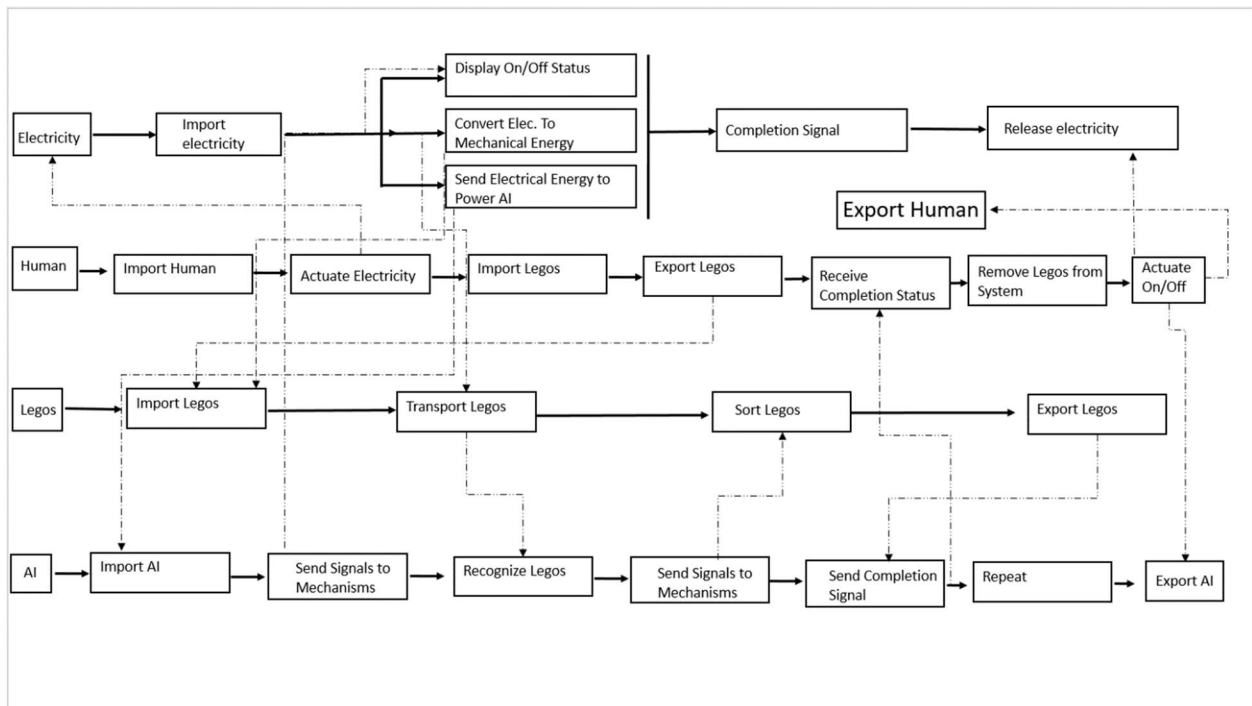 Display On/Off Status
Electricity
Import
electricity
Convert Elec. To
Mechanical Energy
Completion Signal
Release electricity
Send Electrical Energy to
Power AI
Export Human
Human
Import Human
Actuate Electricity
Import Legos
Export Legos
Receive
Completion Status
Remove Legos from
System
Actuate
On/Off
Legos
Import Legos
Transport Legos
Sort Legos
Export Legos
AI
Import AI
Send Signals to
Mechanisms
Recognize Legos
Send Signals to
Mechanisms
Send Completion
Signal
Repeat
Export AI